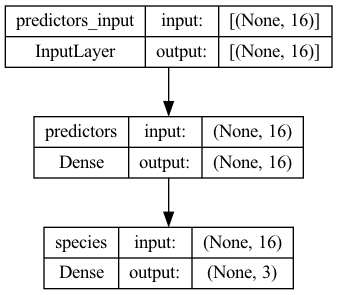 predictors_input input: [(None, 16)]
InputLayer output: [(None, 16)]
predictors input: (None, 16)
Dense output: (None, 16)
species input: (None, 16)
Dense output: (None, 3)